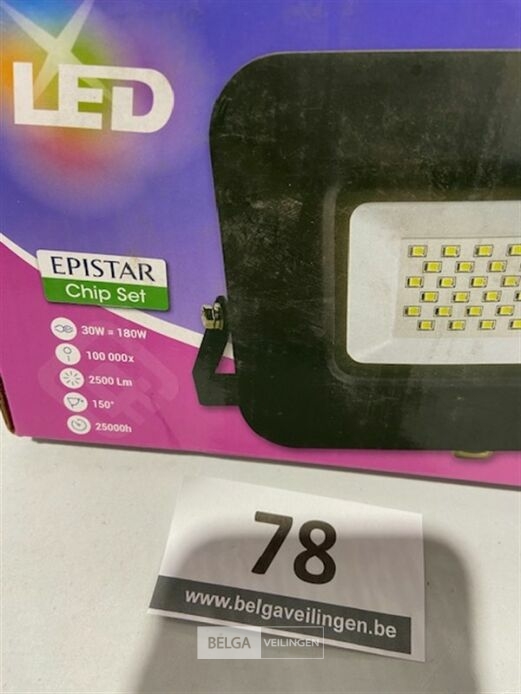 LED
EPISTAR
Chip Set
30W = 180W
100 000x
2500 Lm
150°
25000h
78
www.belgaveilingen.be
BELGA VEILINGEN